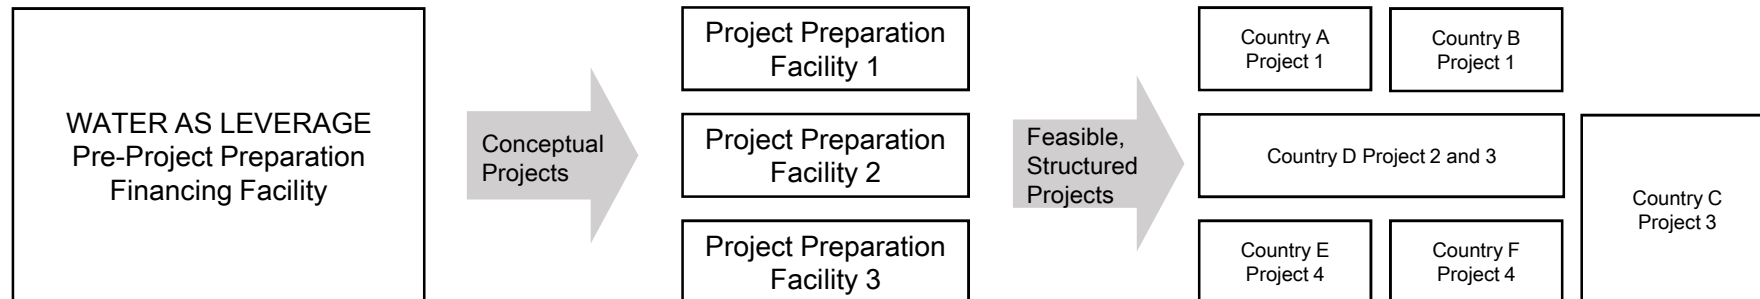 WATER AS LEVERAGE
Pre-Project Preparation
Financing Facility
Conceptual
Projects
Project Preparation
Facility 1
Project Preparation
Facility 2
Project Preparation
Facility 3
Feasible,
Structured
Projects
Country A
Project 1
Country B
Project 1
Country D Project 2 and 3
Country C
Project 3
Country E
Project 4
Country F
Project 4